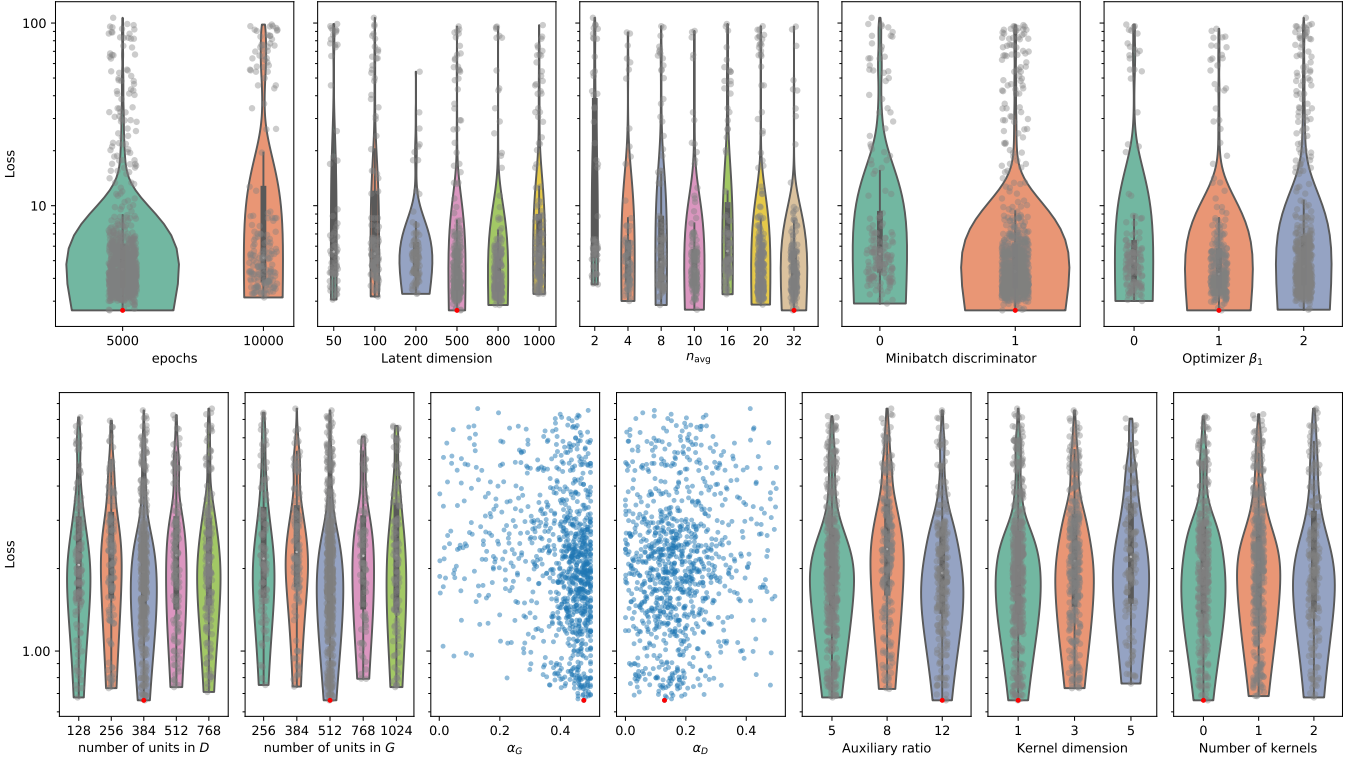 100
10
Loss
5000 10000
epochs
50 100 200 500 800 1000
Latent dimension
2 4 8 10 16 20 32
n_avg
0 1
Minibatch discriminator
0 1 2
Optimizer β₁
1.00
Loss
128 256 384 512 768
number of units in D
256 384 512 768 1024
number of units in G
0.0 0.2 0.4
α_G
0.0 0.2 0.4
α_D
5 8 12
Auxiliary ratio
1 3 5
Kernel dimension
0 1 2
Number of kernels